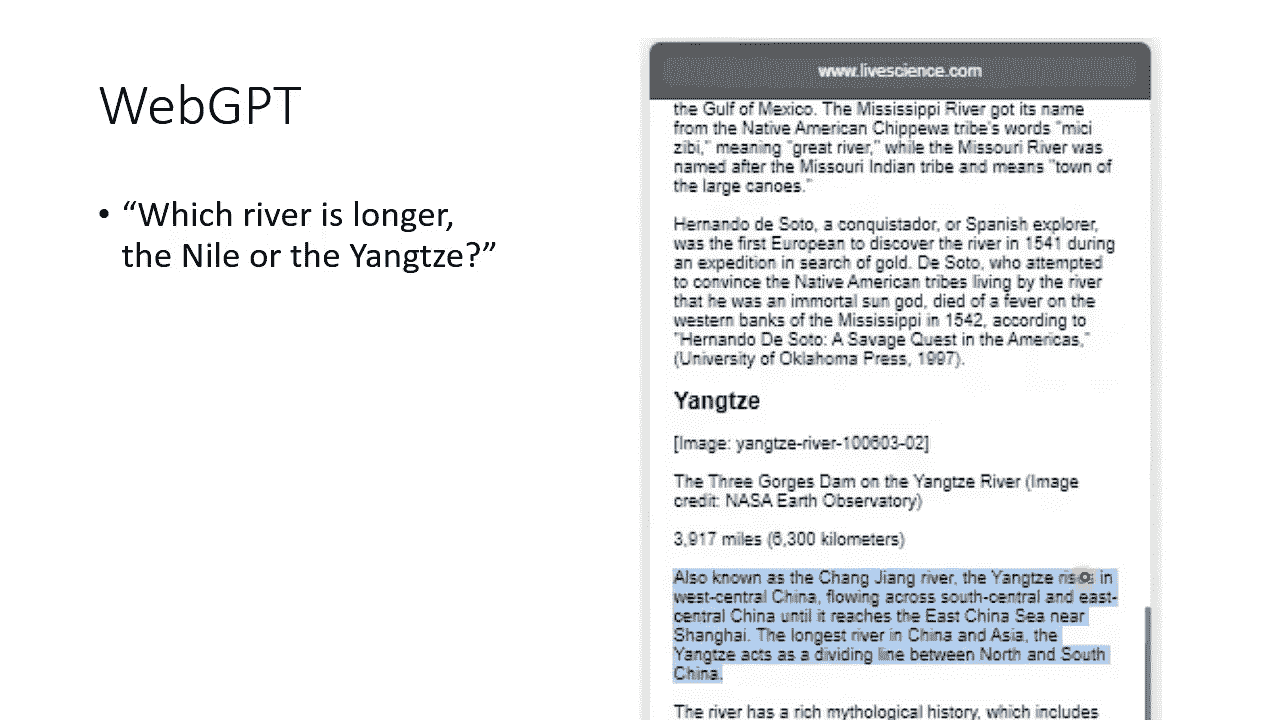 WebGPT
• “Which river is longer,
the Nile or the Yangtze?”
www.livescience.com
the Gulf of Mexico. The Mississippi River got its name
from the Native American Chippewa tribe's words "mici
zibi," meaning "great river," while the Missouri River was
named after the Missouri Indian tribe and means "town of
the large canoes."
Hernando de Soto, a conquistador, or Spanish explorer,
was the first European to discover the river in 1541 during
an expedition in search of gold. De Soto, who attempted
to convince the Native American tribes living by the river
that he was an immortal sun god, died of a fever on the
western banks of the Mississippi in 1542, according to
"Hernando De Soto: A Savage Quest in the Americas,"
(University of Oklahoma Press, 1997).
Yangtze
[Image: yangtze-river-100603-02]
The Three Gorges Dam on the Yangtze River (Image
credit: NASA Earth Observatory)
3,917 miles (6,300 kilometers)
Also known as the Chang Jiang river, the Yangtze rises in
west-central China, flowing across south-central and east-
central China until it reaches the East China Sea near
Shanghai. The longest river in China and Asia, the
Yangtze acts as a dividing line between North and South
China.
The river has a rich mythological history, which includes